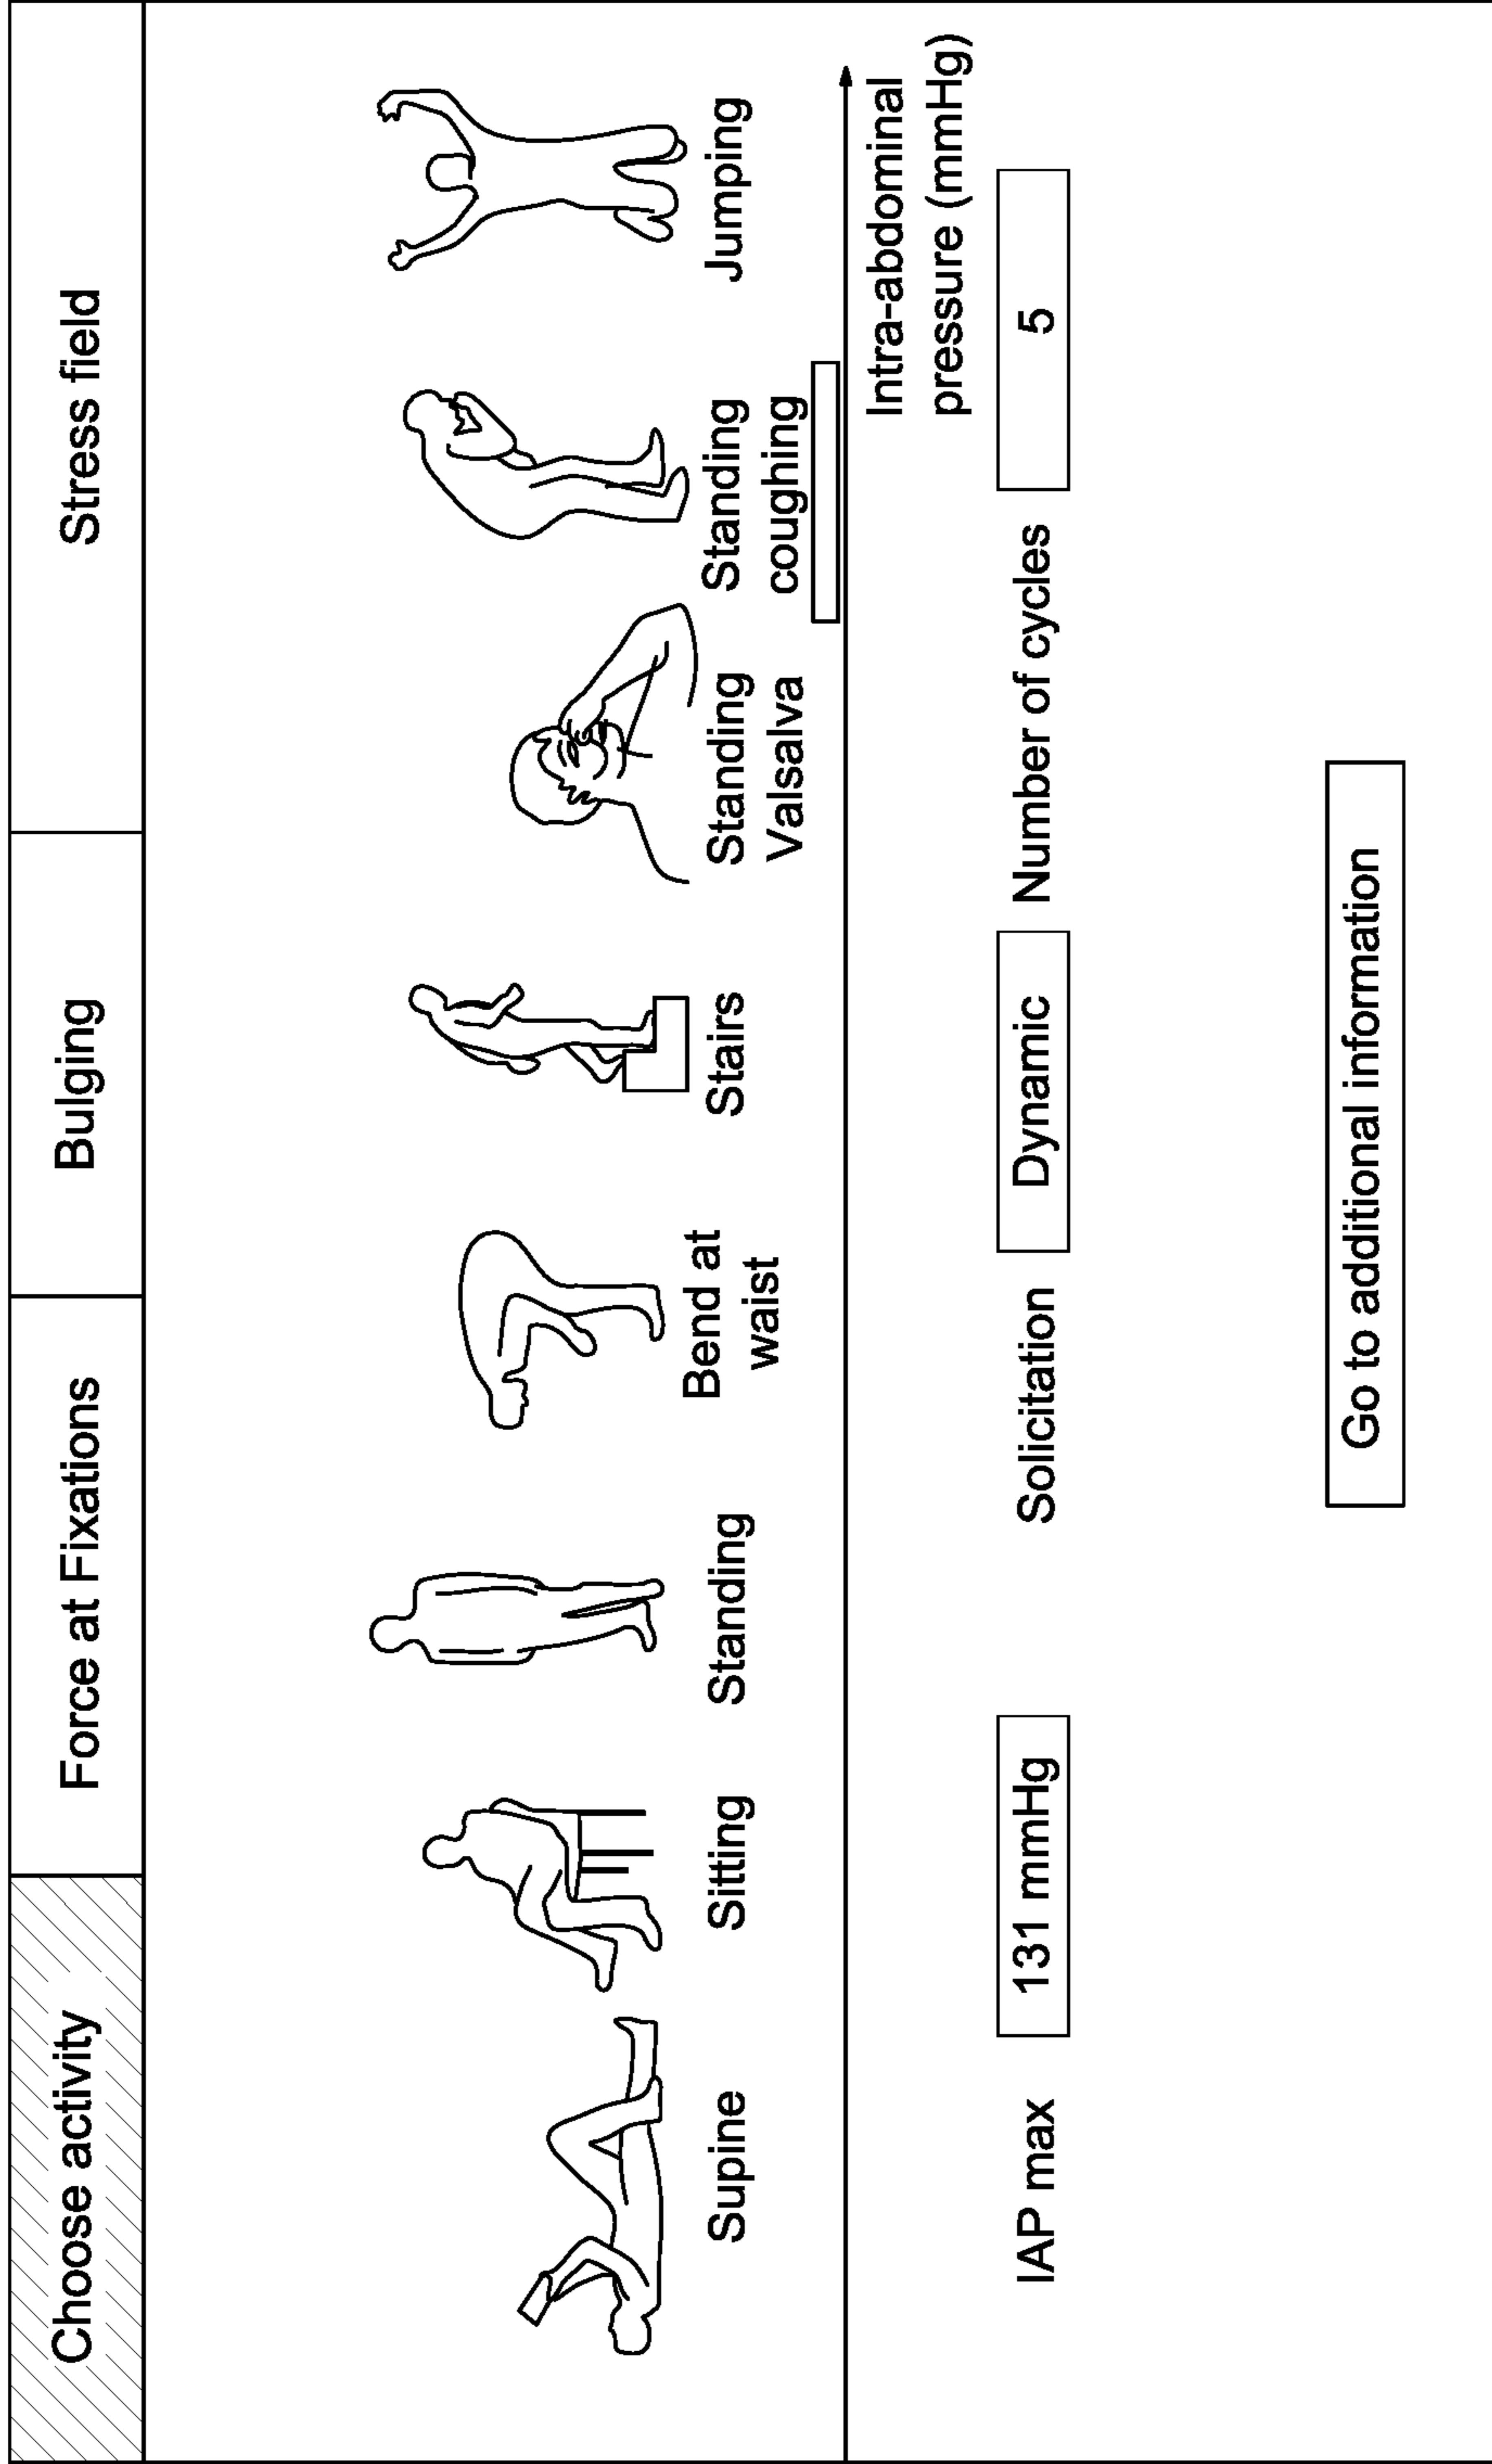 Choose activity
Force at Fixations
Bulging
Stress field
Supine
Sitting
Standing
Bend at
waist
Stairs
Standing
Valsalva
Standing
coughing
Jumping
Intra-abdominal
pressure (mmHg)
IAP max
131 mmHg
Solicitation
Dynamic
Number of cycles
5
Go to additional information